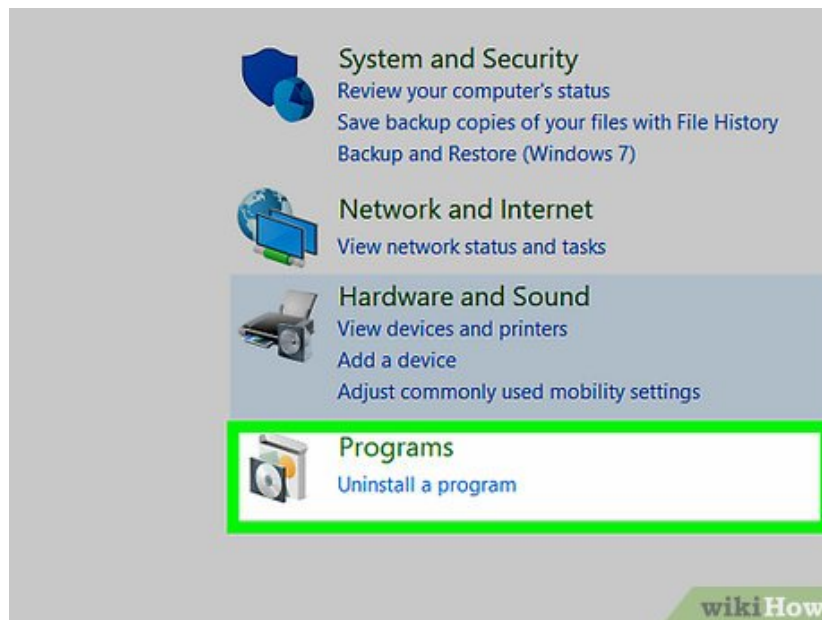 System and Security
Review your computer's status
Save backup copies of your files with File History
Backup and Restore (Windows 7)
Network and Internet
View network status and tasks
Hardware and Sound
View devices and printers
Add a device
Adjust commonly used mobility settings
Programs
Uninstall a program
wikiHow